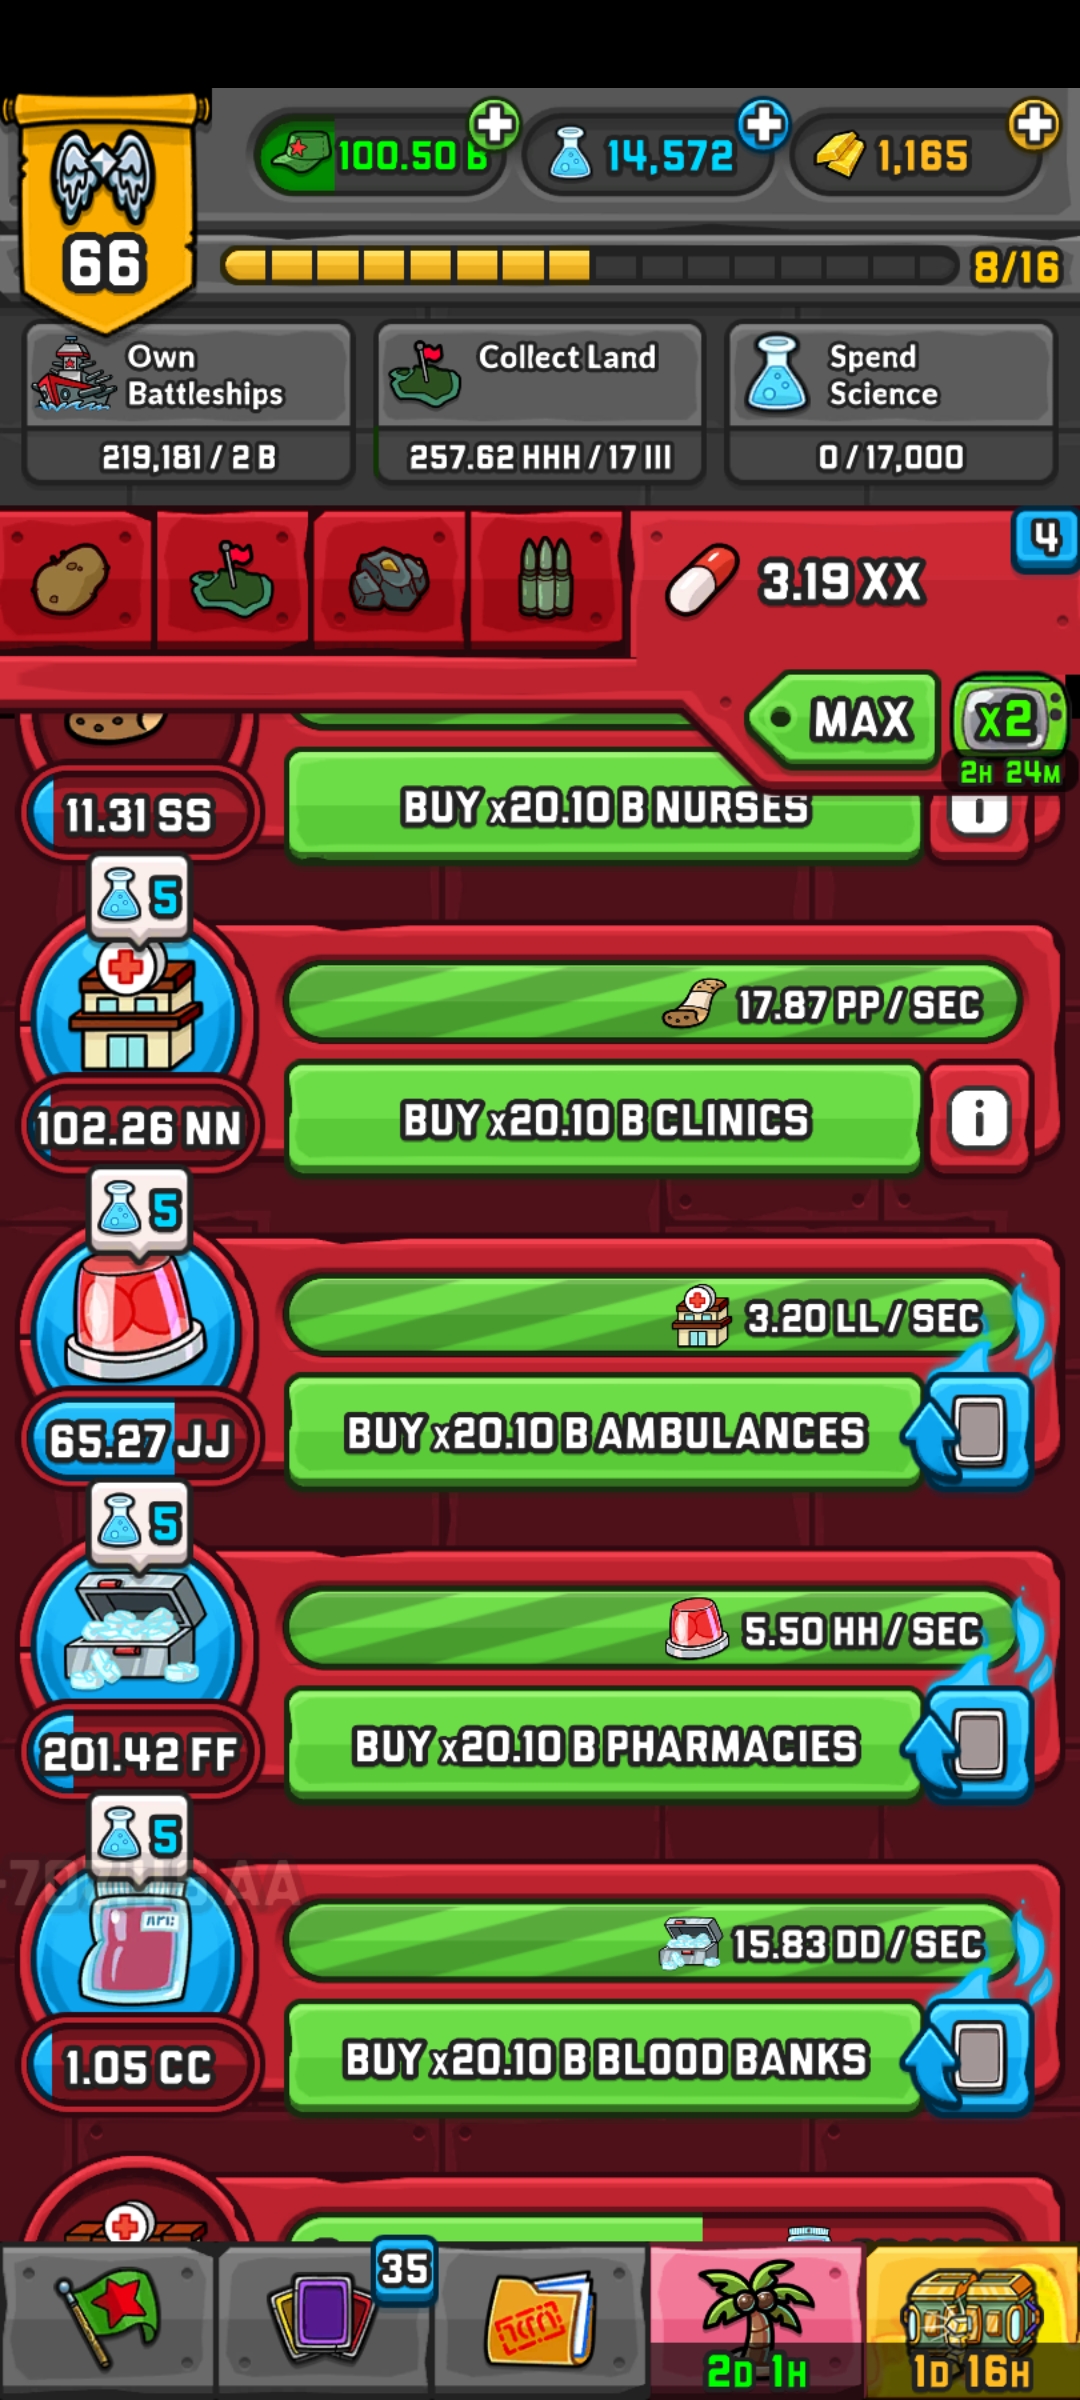 100.50 B
14,572
1,165
66
8/16
Own
Battleships
Collect Land
Spend
Science
219,181 / 2 B
257.62 HHH / 17 III
0 / 17,000
4
3.19 XX
MAX
x2
2H 24M
11.31 SS
BUY x20.10 B NURSES
i
5
17.87 PP / SEC
102.26 NN
BUY x20.10 B CLINICS
i
5
3.20 LL / SEC
65.27 JJ
BUY x20.10 B AMBULANCES
5
5.50 HH / SEC
201.42 FF
BUY x20.10 B PHARMACIES
5
15.83 DD / SEC
1.05 CC
BUY x20.10 B BLOOD BANKS
35
2D 1H
1D 16H